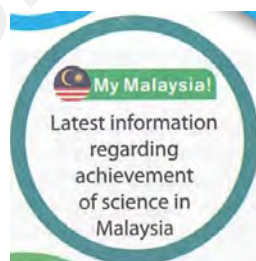 My Malaysia!
Latest information
regarding
achievement
of science in
Malaysia